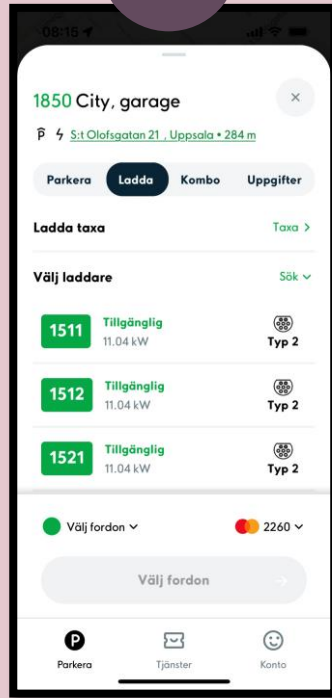 08:15
1850 City, garage
S:t Olofsgatan 21 , Uppsala • 284 m
Parkera Ladda Kombo Uppgifter
Ladda taxa Taxa >
Välj laddare Sök
1511 Tillgänglig
11.04 kW Typ 2
1512 Tillgänglig
11.04 kW Typ 2
1521 Tillgänglig
11.04 kW Typ 2
Välj fordon 2260
Välj fordon →
P
Parkera Tjänster Konto